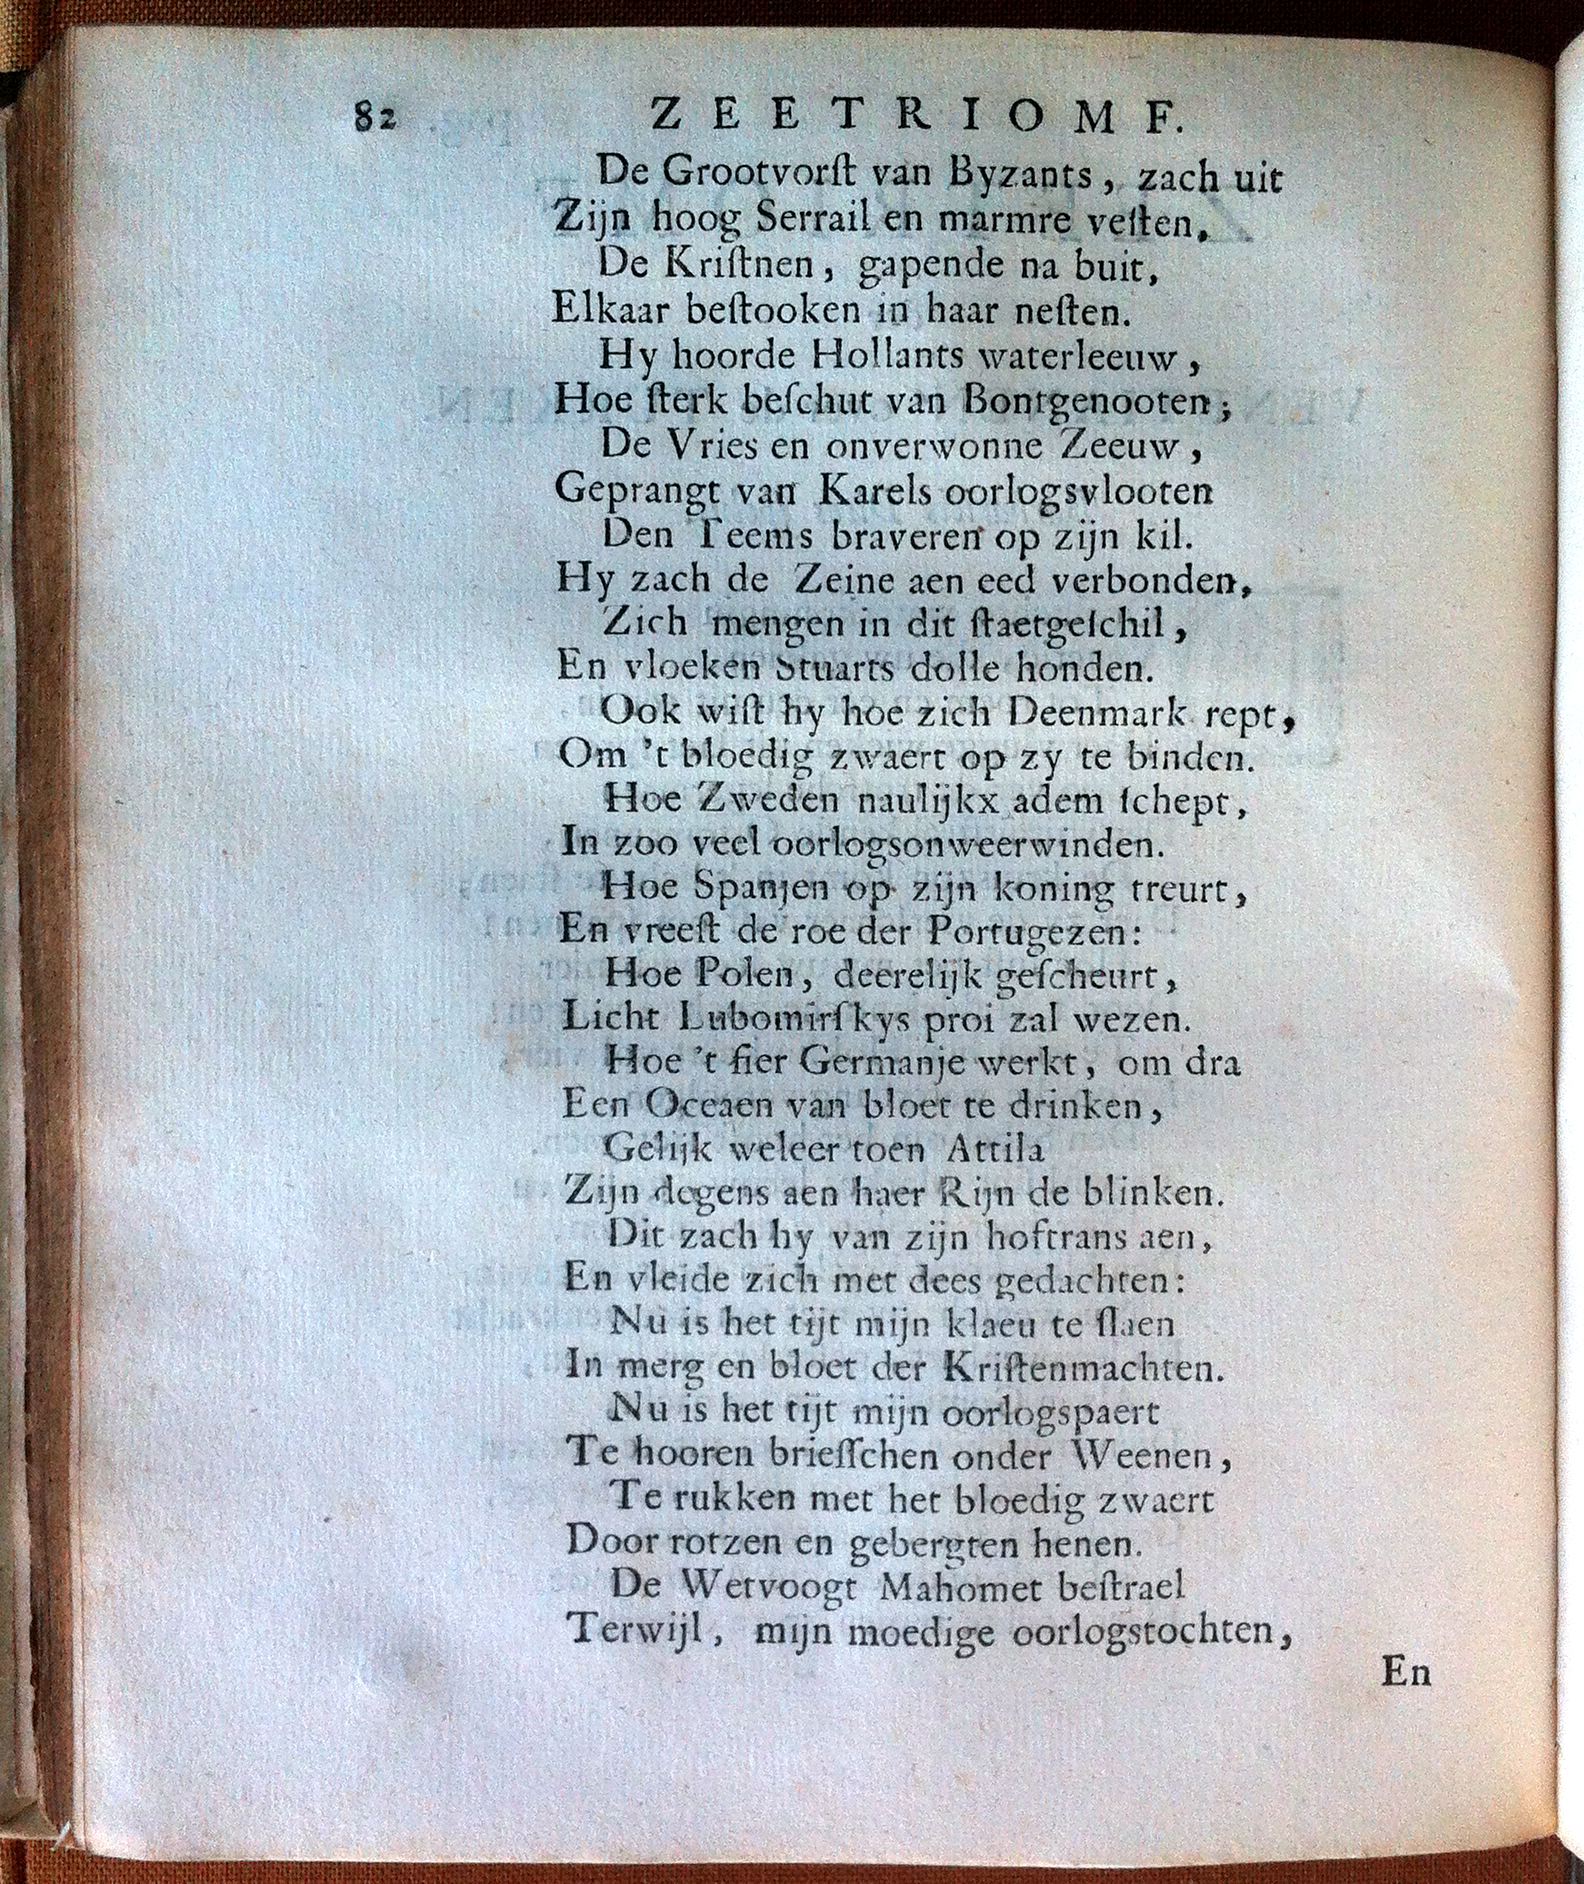 82 ZEETRIOMF.
De Grootvorſt van Byzants, zach uit
Zijn hoog Serrail en marmre veſten,
De Kriſtnen, gapende na buit,
Elkaar beſtooken in haar neſten.
Hy hoorde Hollants waterleeuw,
Hoe ſterk beſchut van Bontgenooten;
De Vries en onverwonne Zeeuw,
Geprangt van Karels oorlogsvlooten
Den Teems braveren op zijn kil.
Hy zach de Zeine aen eed verbonden,
Zich mengen in dit ſtaetgeſchil,
En vloeken Stuarts dolle honden.
Ook wiſt hy hoe zich Deenmark rept,
Om 't bloedig zwaert op zy te binden.
Hoe Zweden naulijkx adem ſchept,
In zoo veel oorlogsonweerwinden.
Hoe Spanjen op zijn koning treurt,
En vreeſt de roe der Portugezen:
Hoe Polen, deerelijk geſcheurt,
Licht Lubomirſkys proi zal wezen.
Hoe 't fier Germanje werkt, om dra
Een Oceaen van bloet te drinken,
Gelijk weleer toen Attila
Zijn degens aen haer Rijn de blinken.
Dit zach hy van zijn hoftrans aen,
En vleide zich met dees gedachten:
Nu is het tijt mijn klaeu te ſlaen
In merg en bloet der Kriſtenmachten.
Nu is het tijt mijn oorlogspaert
Te hooren brieſſchen onder Weenen,
Te rukken met het bloedig zwaert
Door rotzen en gebergten henen.
De Wetvoogt Mahomet beſtrael
Terwijl, mijn moedige oorlogstochten,
En